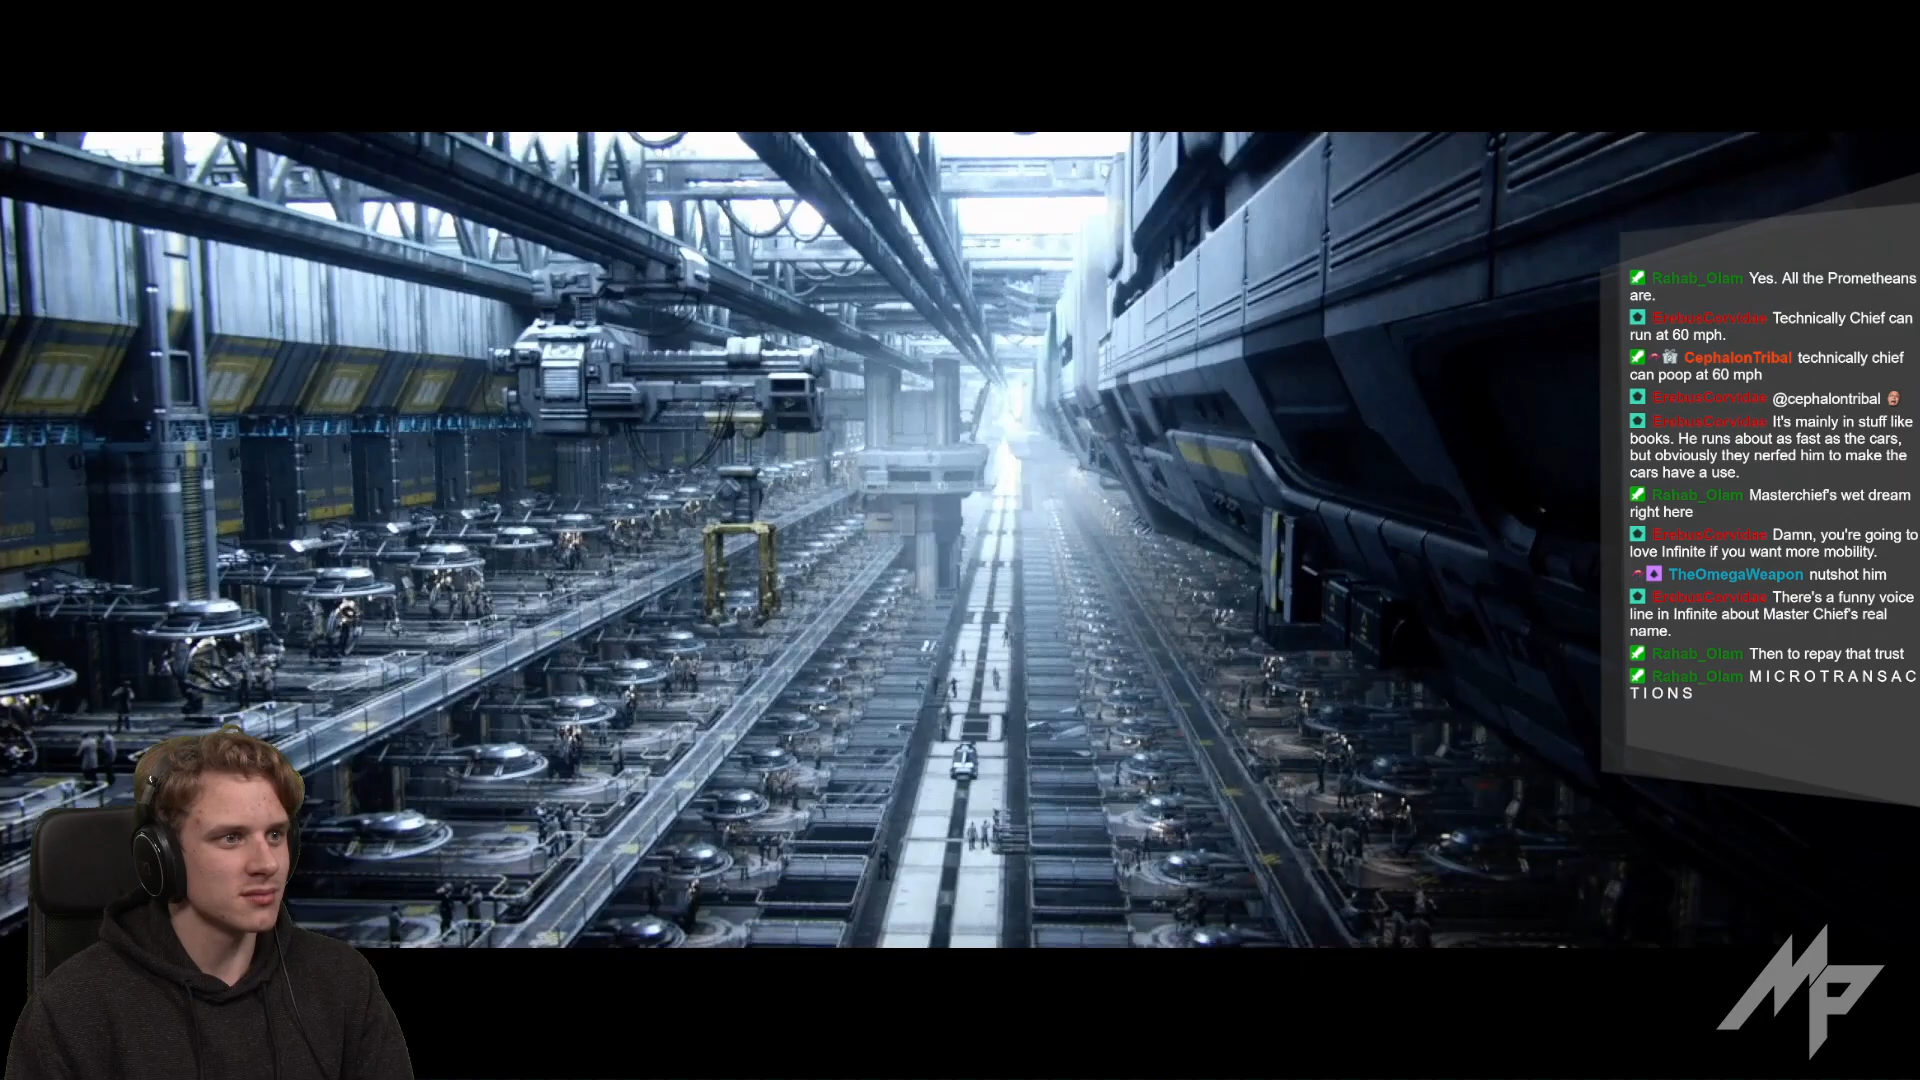 Rahab_Olam Yes. All the Prometheans
are.
ErebusCorvidae Technically Chief can
run at 60 mph.
CephalonTribal technically chief
can poop at 60 mph
ErebusCorvidae @cephalontribal
ErebusCorvidae It's mainly in stuff like
books. He runs about as fast as the cars,
but obviously they nerfed him to make the
cars have a use.
Rahab_Olam Masterchief's wet dream
right here
ErebusCorvidae Damn, you're going to
love Infinite if you want more mobility.
TheOmegaWeapon nutshot him
ErebusCorvidae There's a funny voice
line in Infinite about Master Chief's real
name.
Rahab_Olam Then to repay that trust
Rahab_Olam M I C R O T R A N S A C
T I O N S
MP